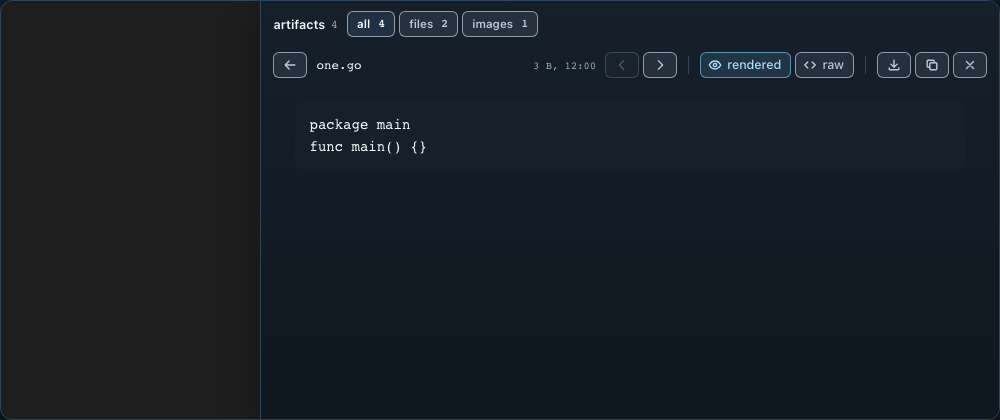 artifacts 4 all 4 files 2 images 1
one.go 3 B, 12:00 rendered raw
package main
func main() {}